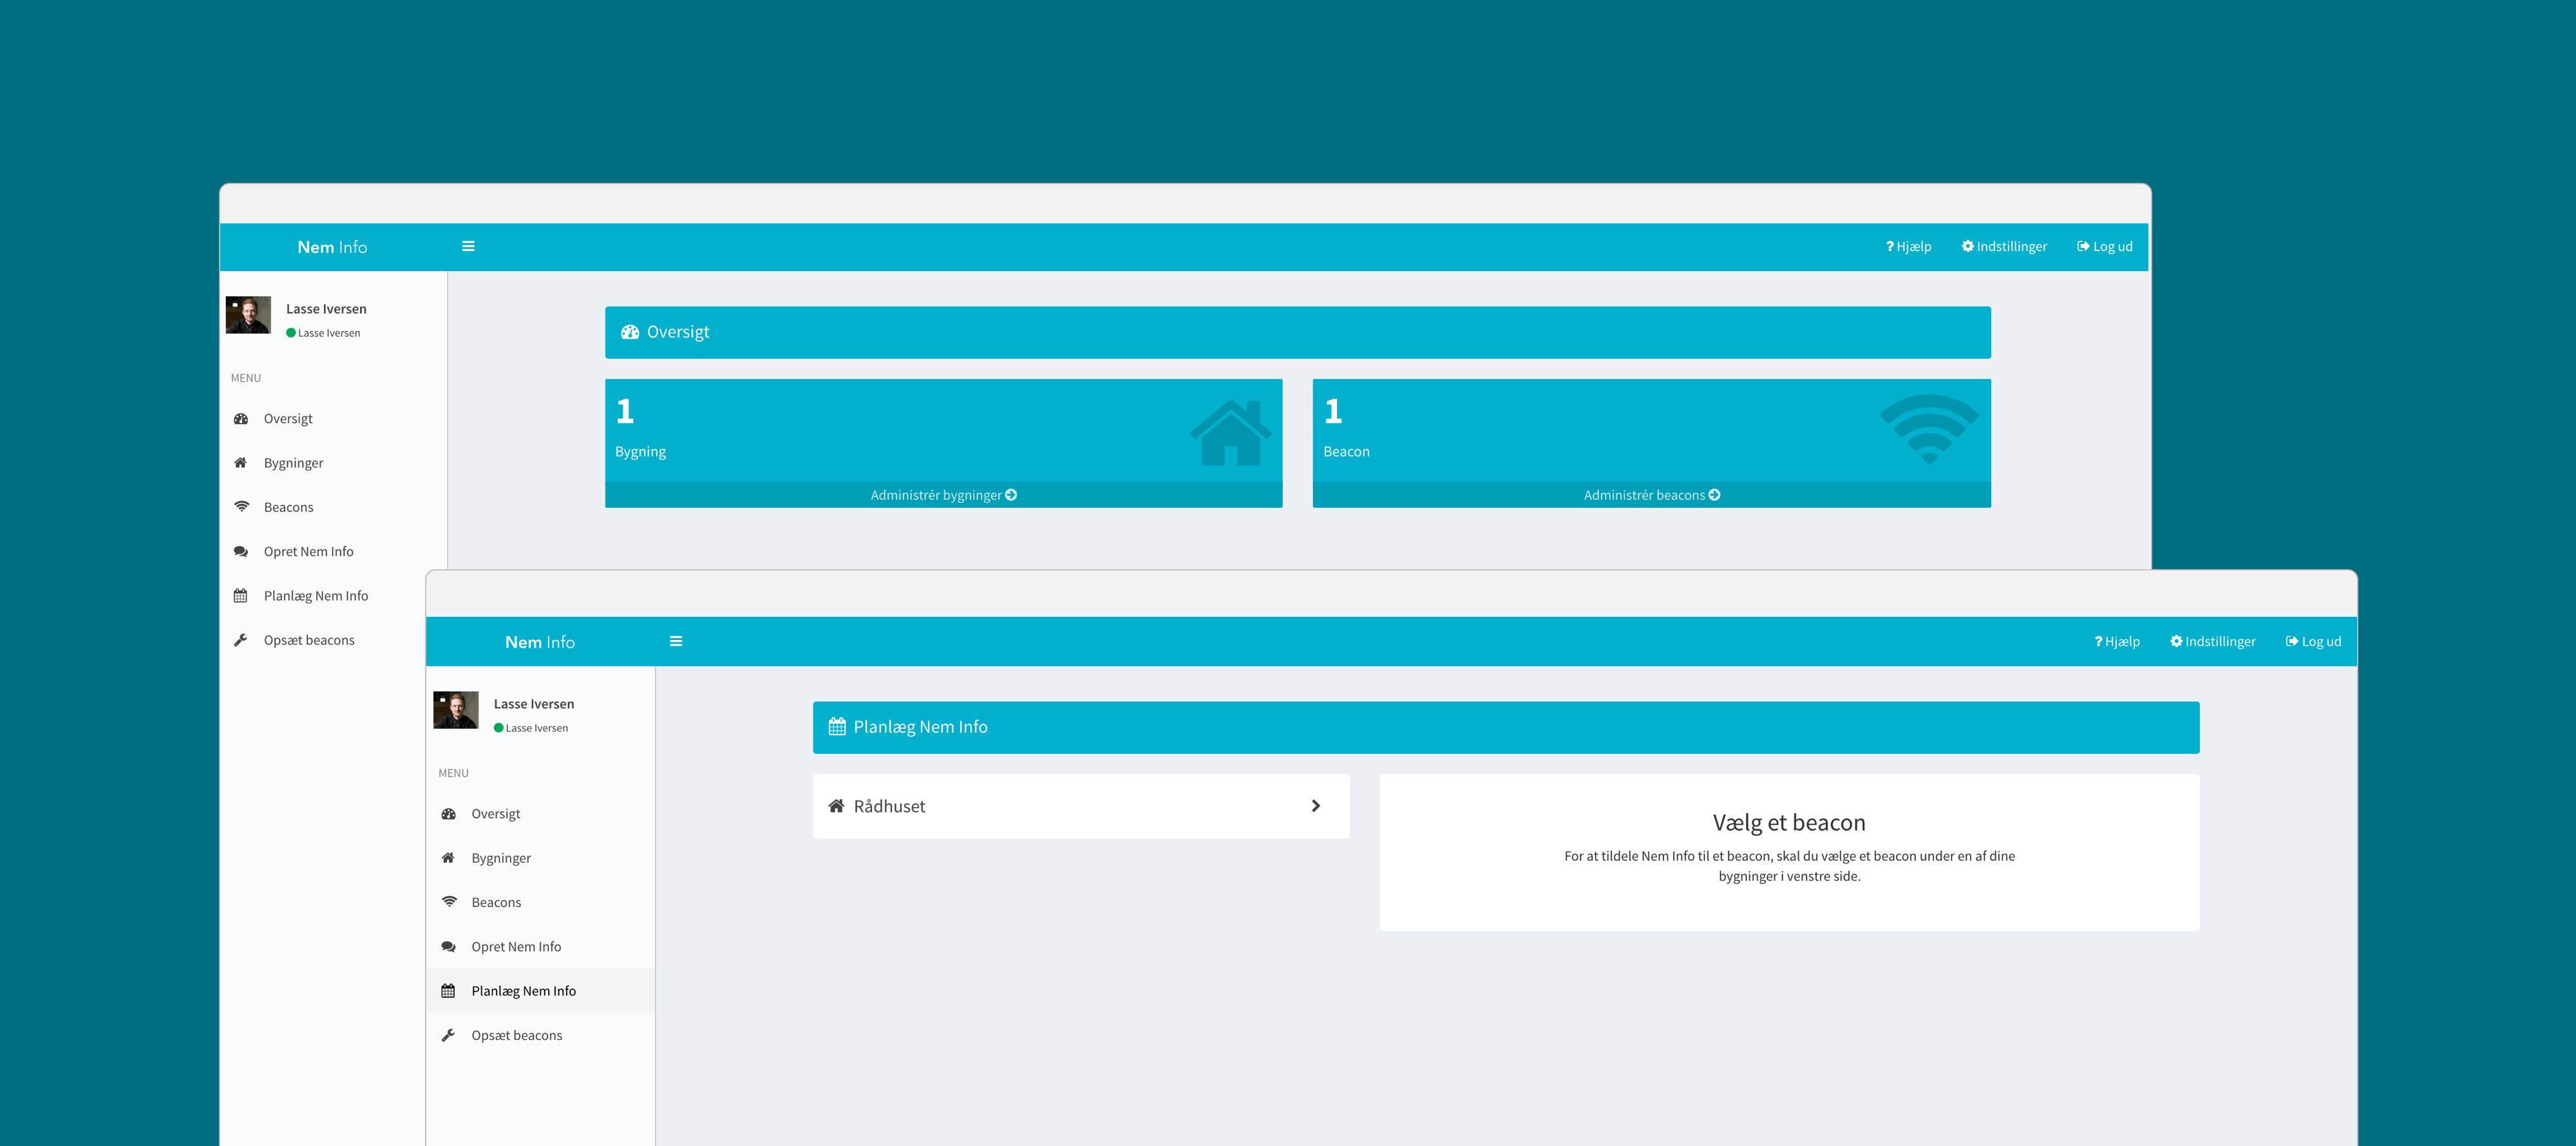 Nem Info
? Hjælp
Indstillinger
Log ud
Lasse Iversen
Lasse Iversen
MENU
Oversigt
Bygninger
Beacons
Opret Nem Info
Planlæg Nem Info
Opsæt beacons
Oversigt
1
Bygning
Administrér bygninger
1
Beacon
Administrér beacons
Nem Info
? Hjælp
Indstillinger
Log ud
Lasse Iversen
Lasse Iversen
MENU
Oversigt
Bygninger
Beacons
Opret Nem Info
Planlæg Nem Info
Opsæt beacons
Planlæg Nem Info
Rådhuset
Vælg et beacon
For at tildele Nem Info til et beacon, skal du vælge et beacon under en af dine
bygninger i venstre side.